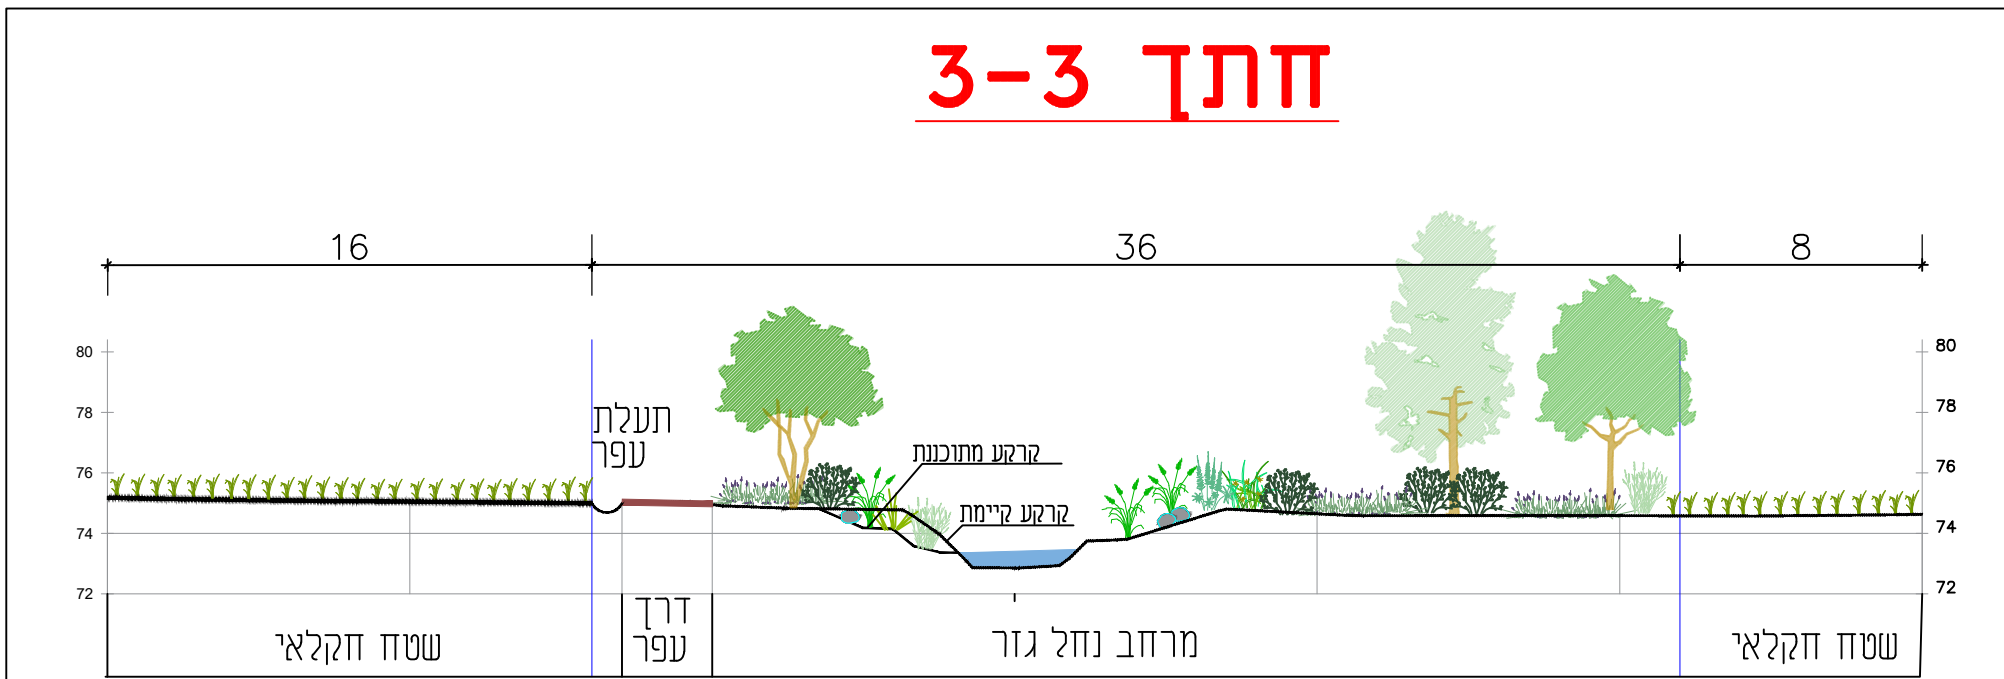 חתך 3-3
16
36
8
80
78
76
74
72
80
78
76
74
72
תעלת
עפר
קרקע מתוכננת
קרקע קיימת
שטח חקלאי
דרך
עפר
מרחב נחל גזר
שטח חקלאי